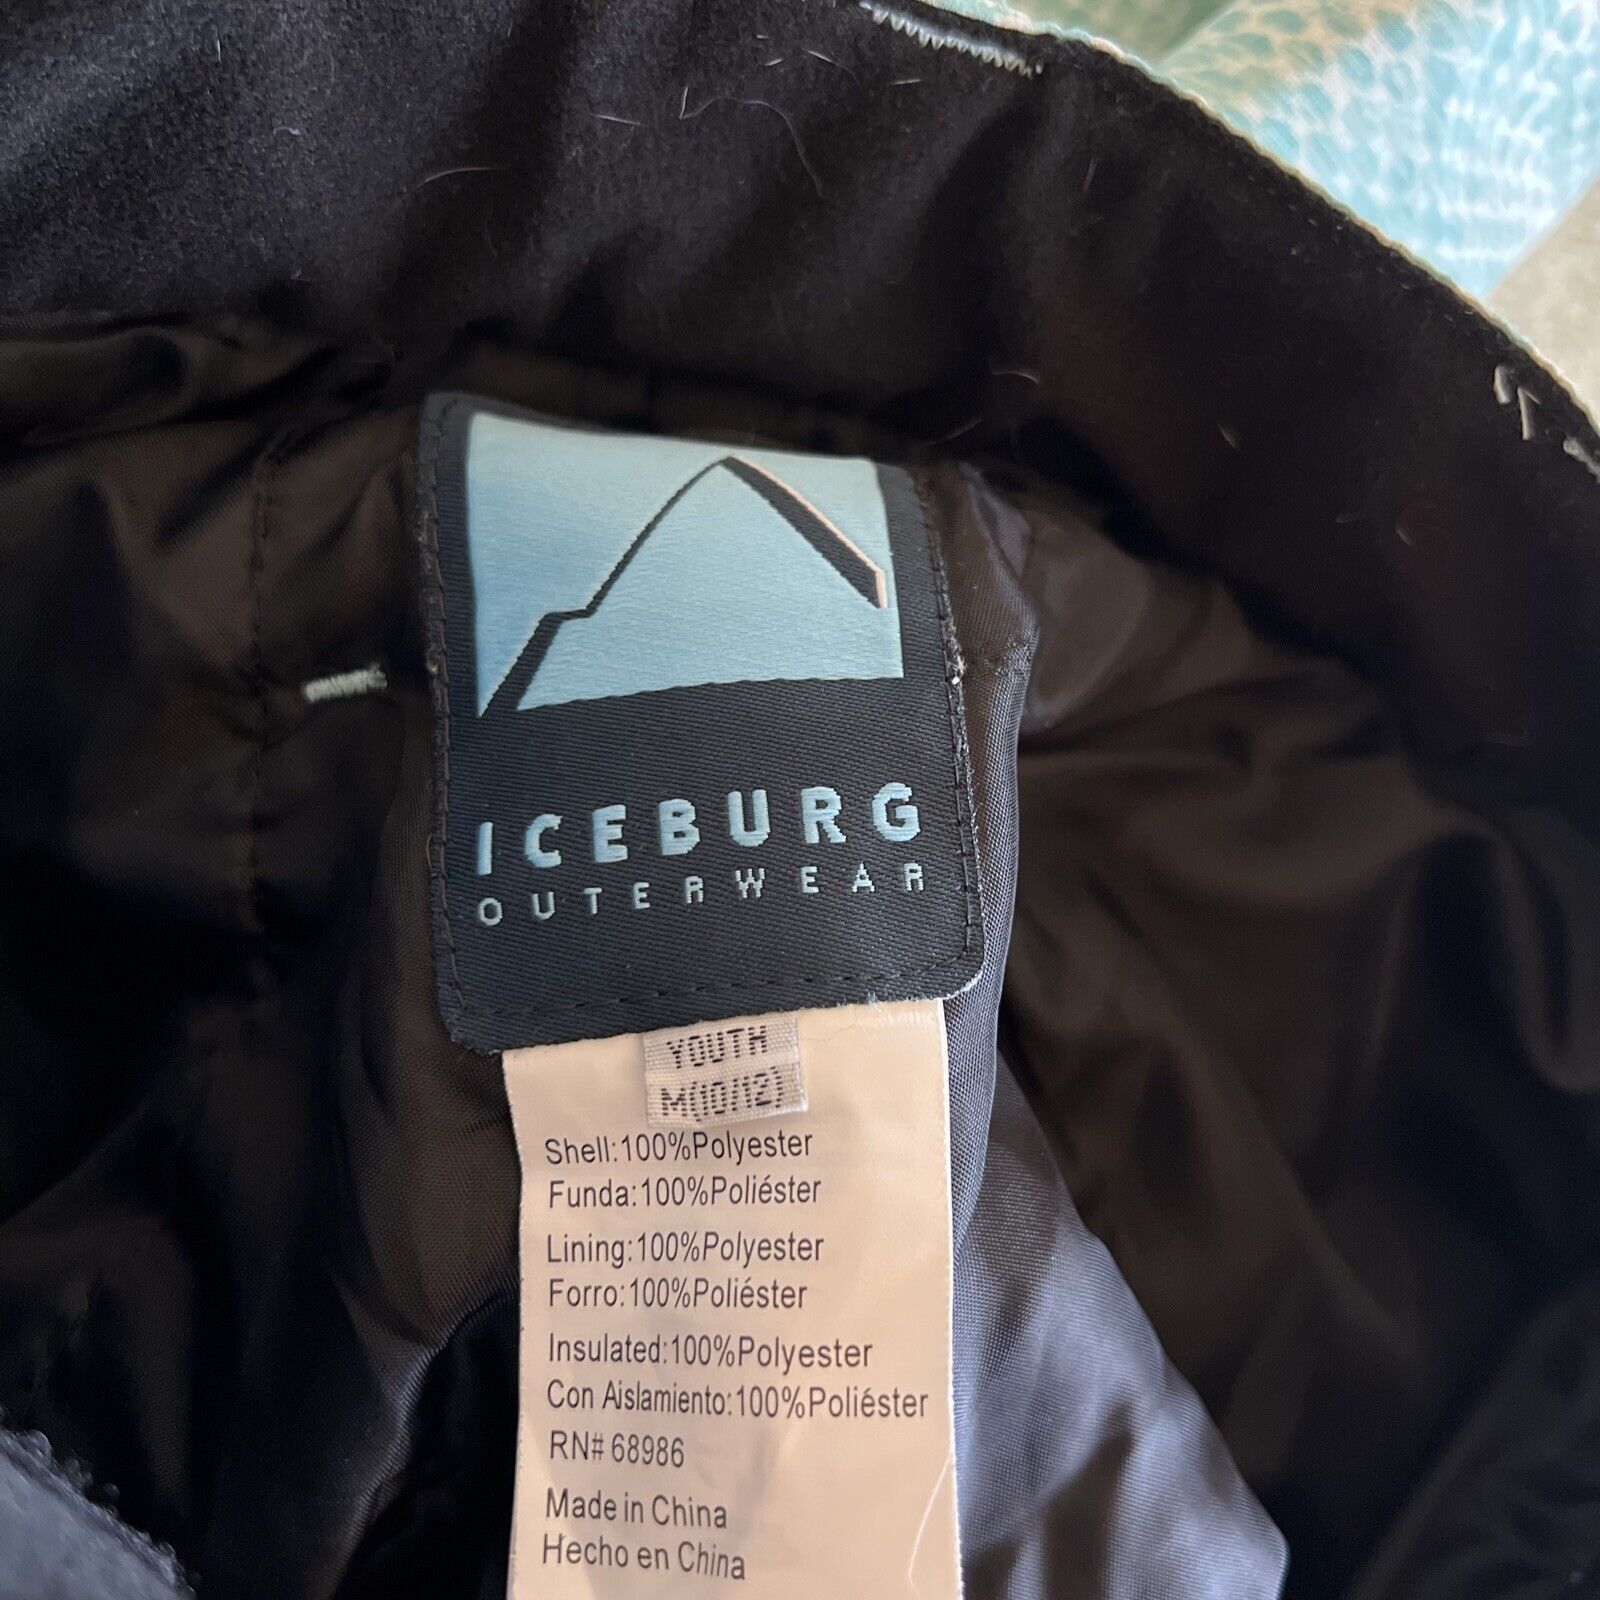 ICEBURG
OUTERWEAR
YOUTH
M(10/12)
Shell:100%Polyester
Funda:100%Poliéster
Lining:100%Polyester
Forro:100%Poliéster
Insulated:100%Polyester
Con Aislamiento:100%Poliéster
RN# 68986
Made in China
Hecho en China